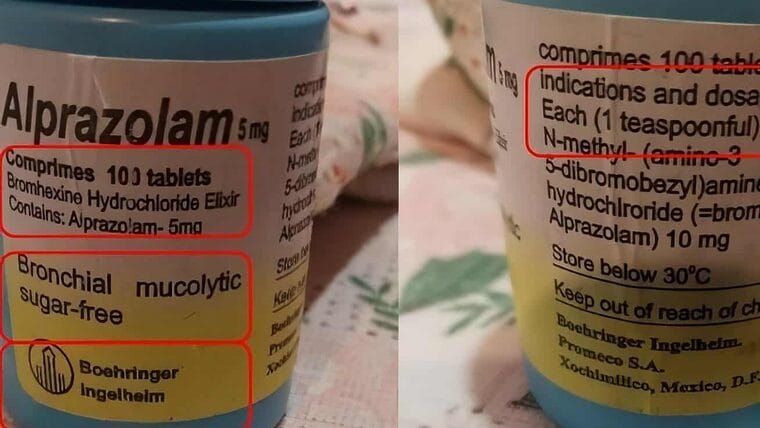 Alprazolam 5 mg
Comprimes 100 tablets
Bromhexine Hydrochloride Elixir
Contains: Alprazolam- 5mg
Bronchial mucolytic
sugar-free
Boehringer
Ingelheim
mg
comprimes 100 table
indications and dosa
Each (1 teaspoonful)
N-methyl- (amino-3
5-dibromobezyl)amine
hydrochlroride (=brom
Alprazolam) 10 mg
Store below 30°C
Keep out of reach of ch
Boehringer Ingelheim.
Promeco S.A.
Xochimilco, Mexico, D.F.